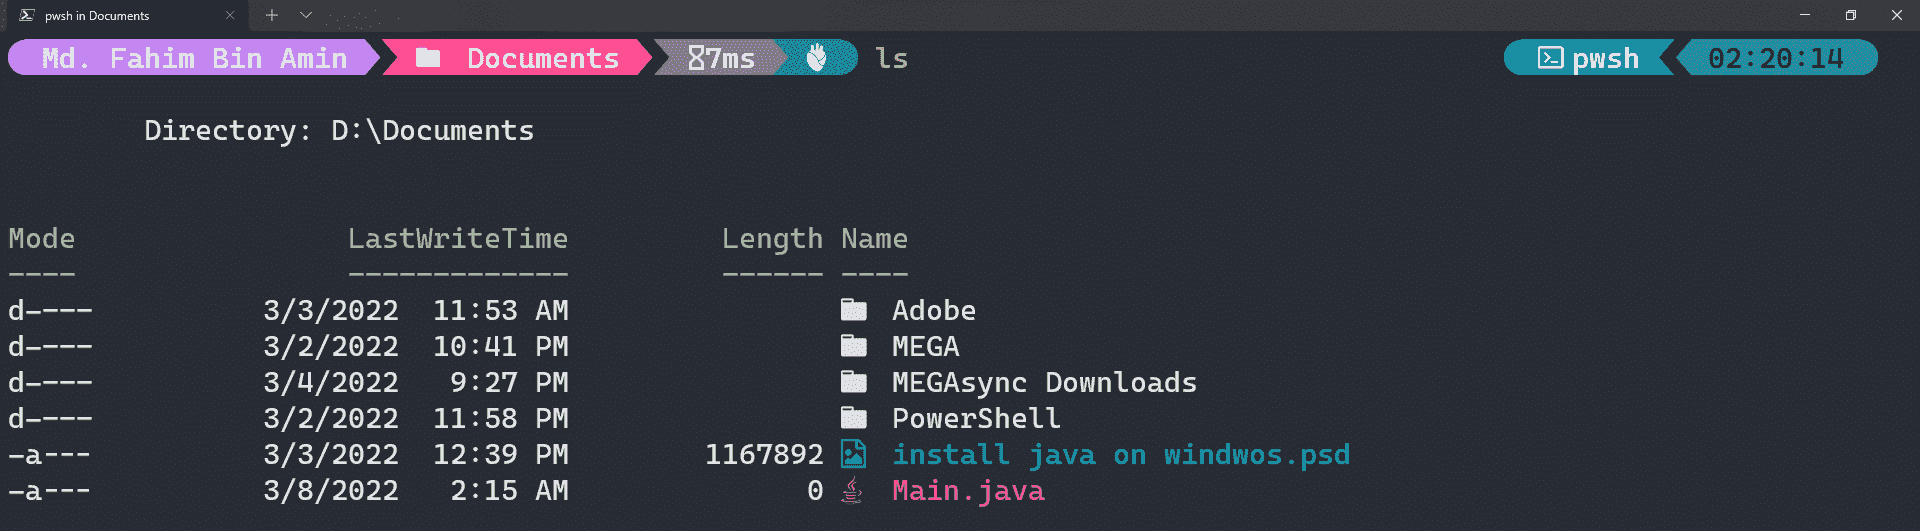 pwsh in Documents
Md. Fahim Bin Amin Documents 7ms ls pwsh 02:20:14
Directory: D:\Documents
Mode LastWriteTime Length Name
---- ------------- ------ ----
d---- 3/3/2022 11:53 AM Adobe
d---- 3/2/2022 10:41 PM MEGA
d---- 3/4/2022 9:27 PM MEGAsync Downloads
d---- 3/2/2022 11:58 PM PowerShell
-a--- 3/3/2022 12:39 PM 1167892 install java on windwos.psd
-a--- 3/8/2022 2:15 AM 0 Main.java